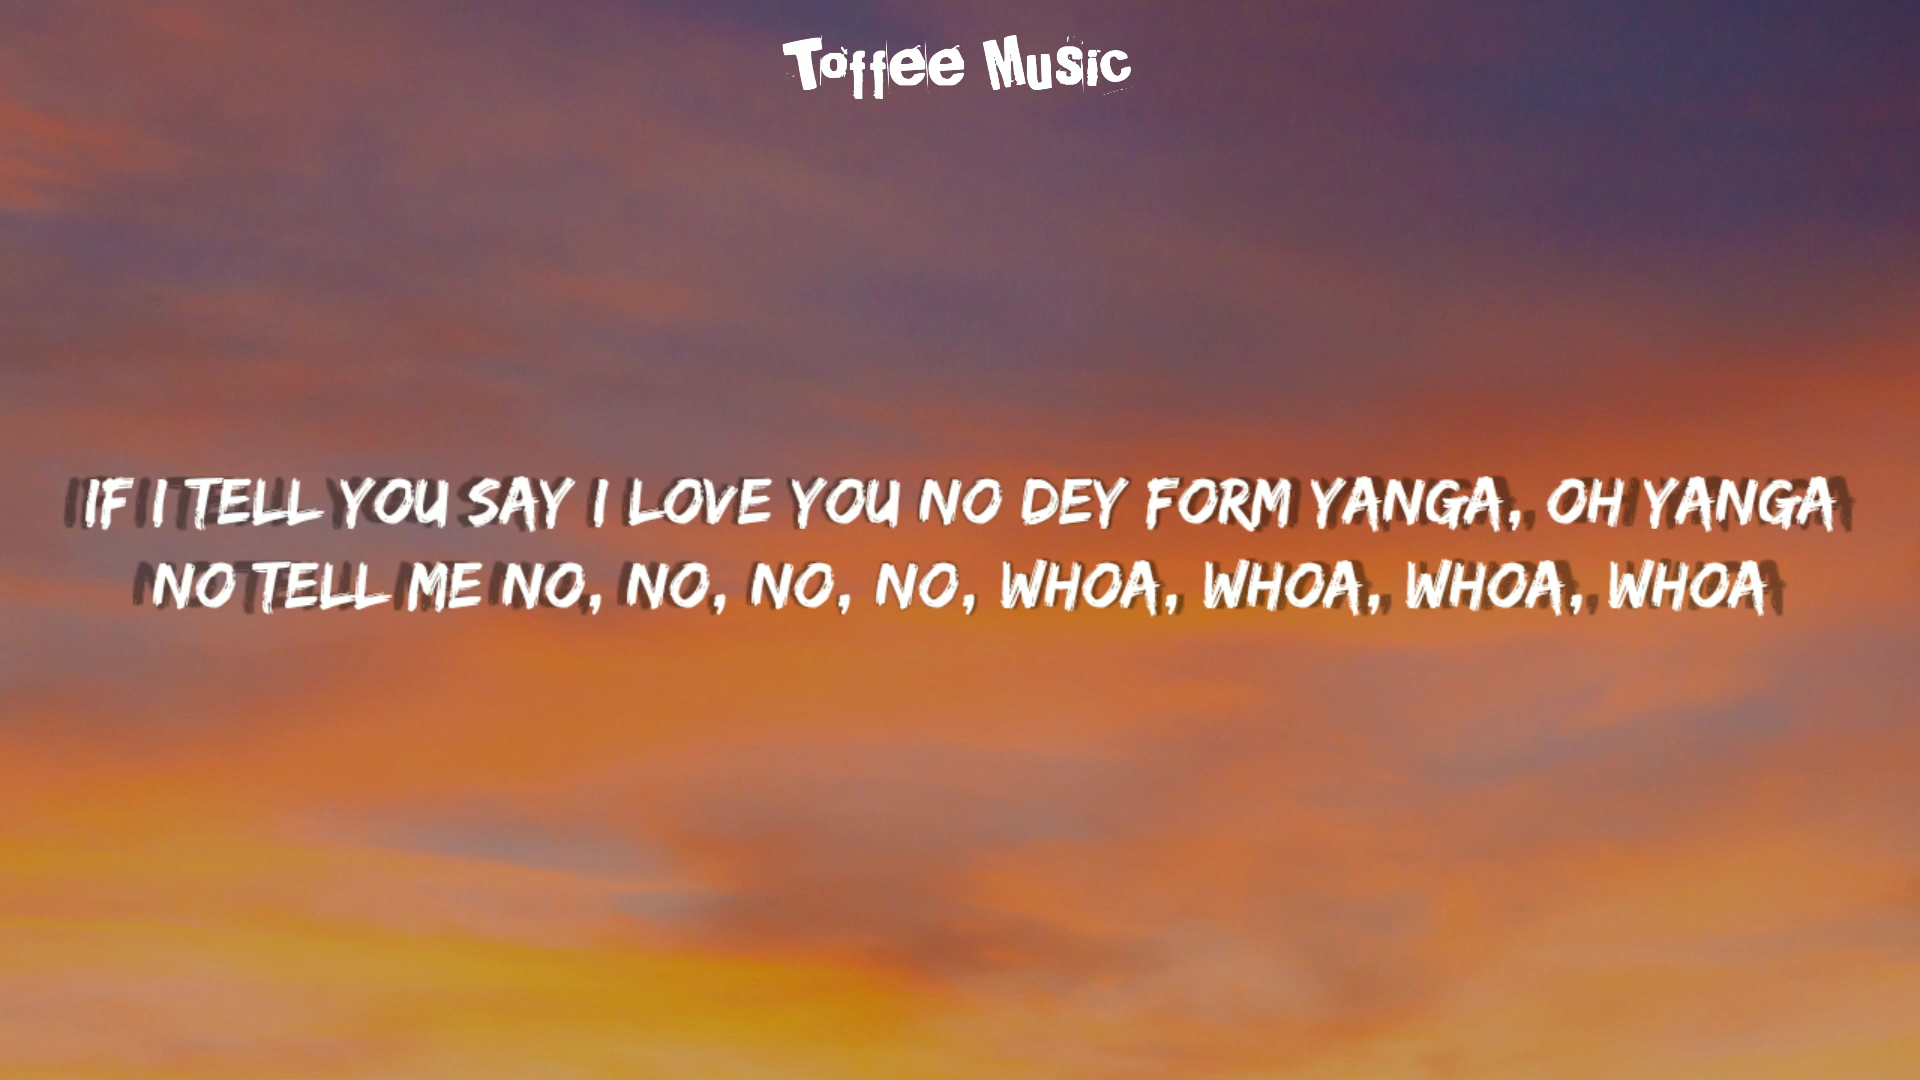 Toffee Music
IF I TELL YOU SAY I LOVE YOU NO DEY FORM YANGA, OH YANGA
NO TELL ME NO, NO, NO, NO, WHOA, WHOA, WHOA, WHOA